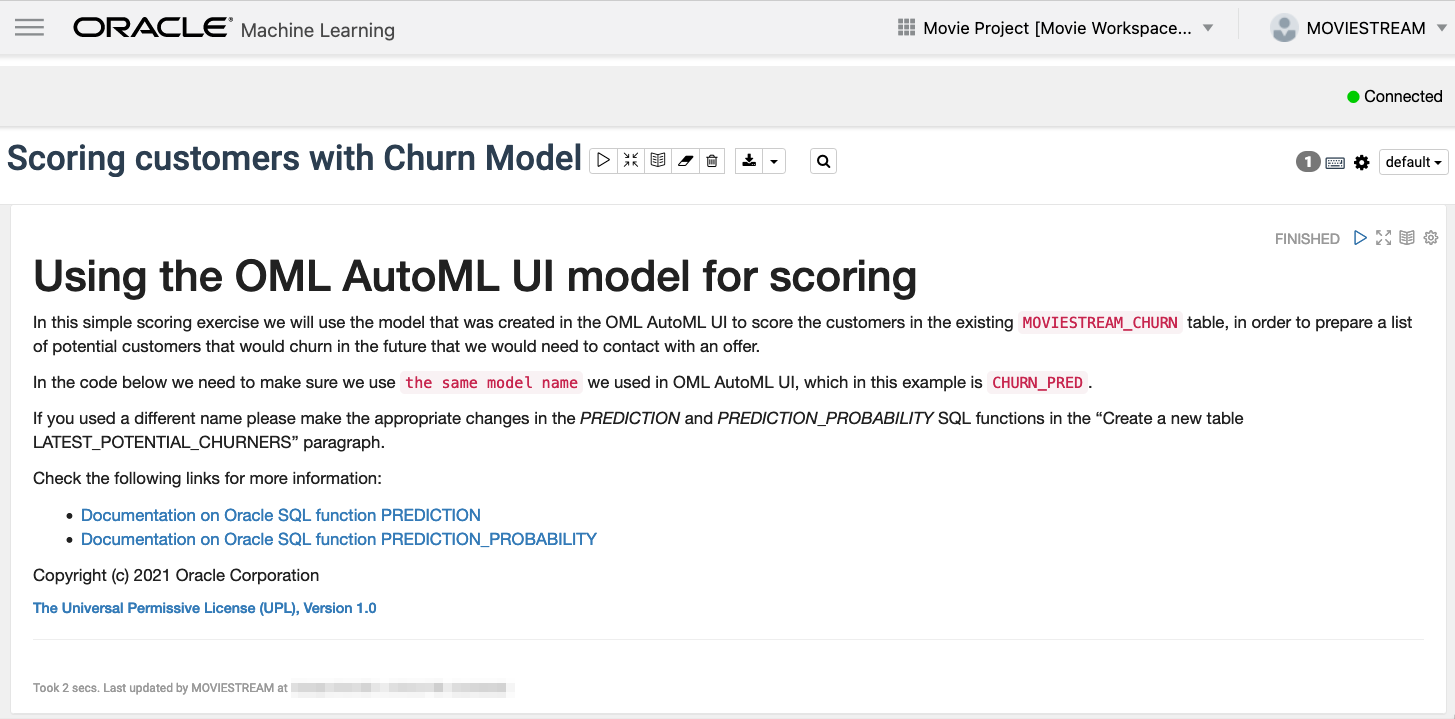 ORACLE® Machine Learning
Movie Project [Movie Workspace...
MOVIESTREAM
Connected
Scoring customers with Churn Model
1
default
FINISHED
Using the OML AutoML UI model for scoring
In this simple scoring exercise we will use the model that was created in the OML AutoML UI to score the customers in the existing MOVIESTREAM_CHURN table, in order to prepare a list
of potential customers that would churn in the future that we would need to contact with an offer.
In the code below we need to make sure we use the same model name we used in OML AutoML UI, which in this example is CHURN_PRED.
If you used a different name please make the appropriate changes in the PREDICTION and PREDICTION_PROBABILITY SQL functions in the “Create a new table
LATEST_POTENTIAL_CHURNERS” paragraph.
Check the following links for more information:
• Documentation on Oracle SQL function PREDICTION
• Documentation on Oracle SQL function PREDICTION_PROBABILITY
Copyright (c) 2021 Oracle Corporation
The Universal Permissive License (UPL), Version 1.0
Took 2 secs. Last updated by MOVIESTREAM at